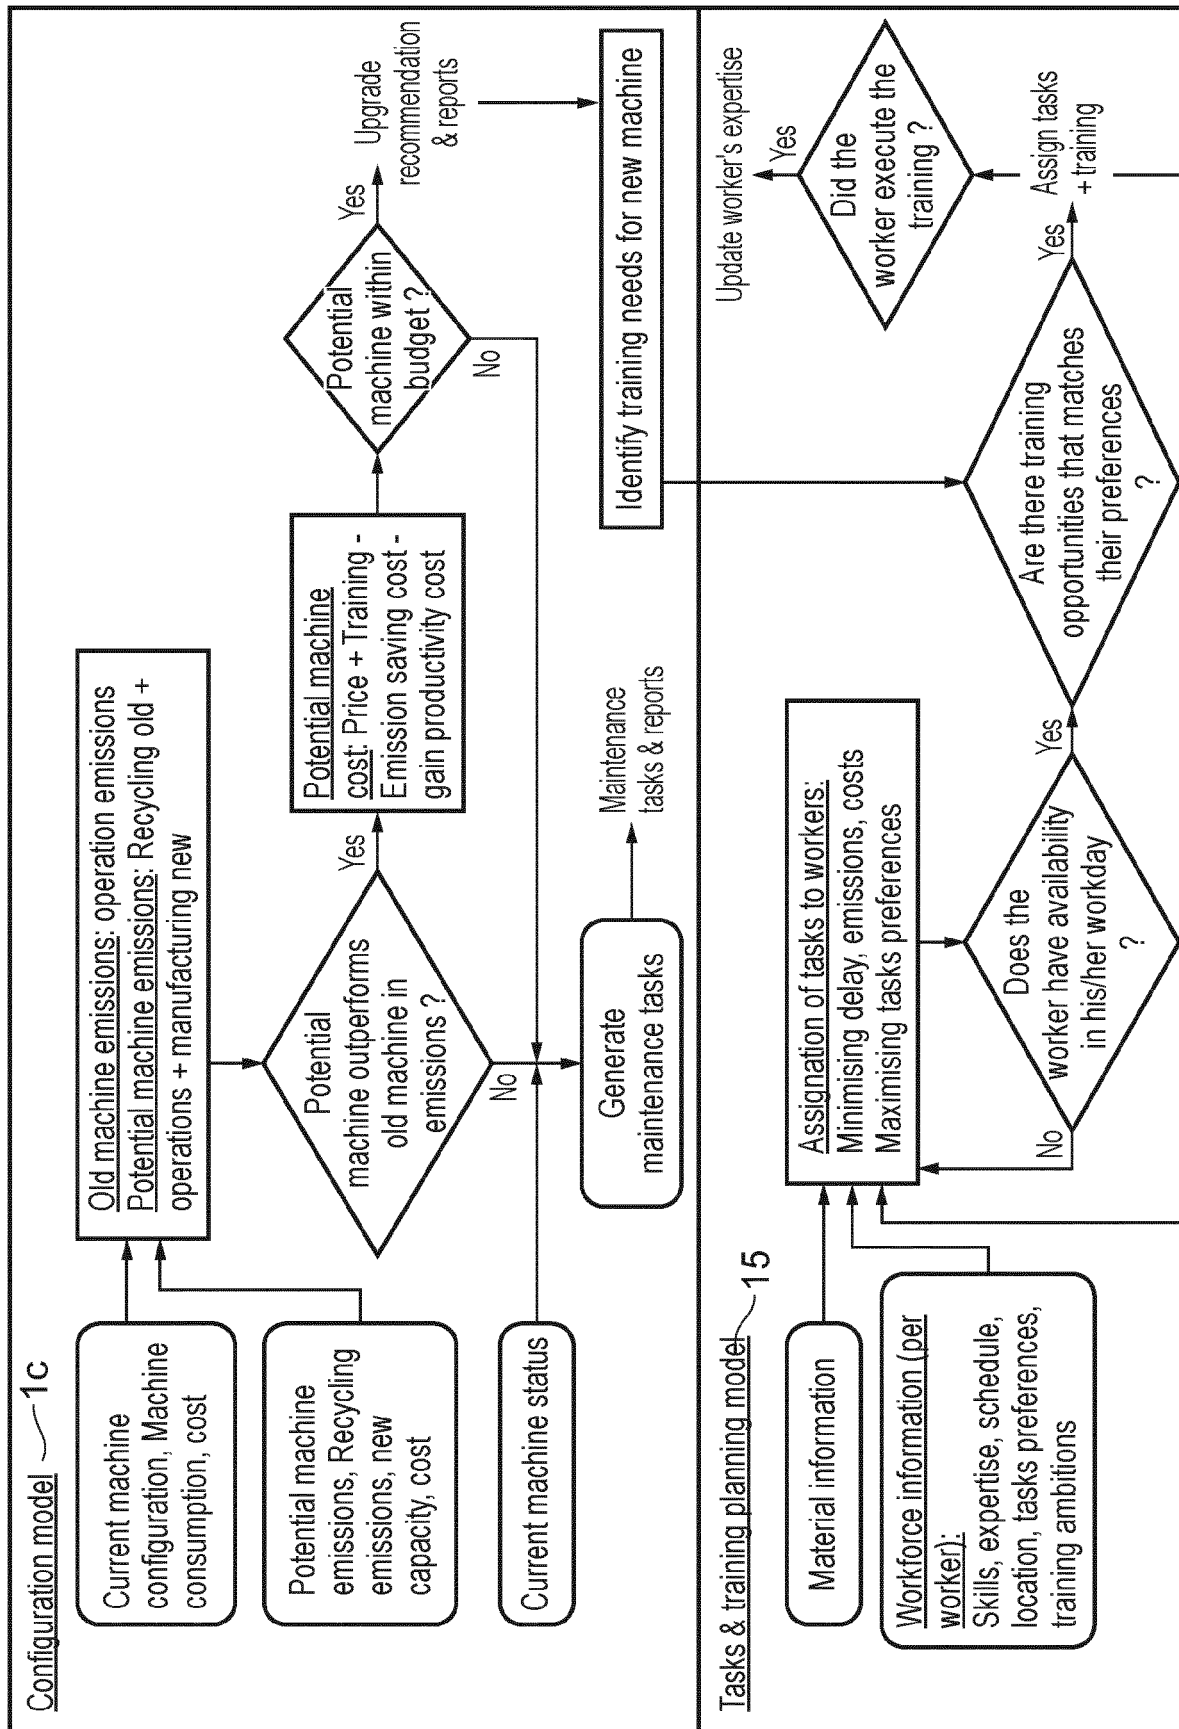 Configuration model
1c
Current machine
configuration, Machine
consumption, cost
Potential machine
emissions, Recycling
emissions, new
capacity, cost
Current machine status
Old machine emissions: operation emissions
Potential machine emissions: Recycling old +
operations + manufacturing new
Potential
machine outperforms
old machine in
emissions ?
Yes
No
Potential machine
cost: Price + Training -
Emission saving cost -
gain productivity cost
Potential
machine within
budget ?
Yes
No
Upgrade
recommendation
& reports
Generate
maintenance tasks
Maintenance
tasks & reports
Identify training needs for new machine
Tasks & training planning model
15
Material information
Workforce information (per
worker):
Skills, expertise, schedule,
location, tasks preferences,
training ambitions
Assignation of tasks to workers:
Minimising delay, emissions, costs
Maximising tasks preferences
Does the
worker have availability
in his/her workday
?
No
Yes
Are there training
opportunities that matches
their preferences
?
Yes
Assign tasks
+ training
Did the
worker execute the
training ?
Yes
Update worker's expertise